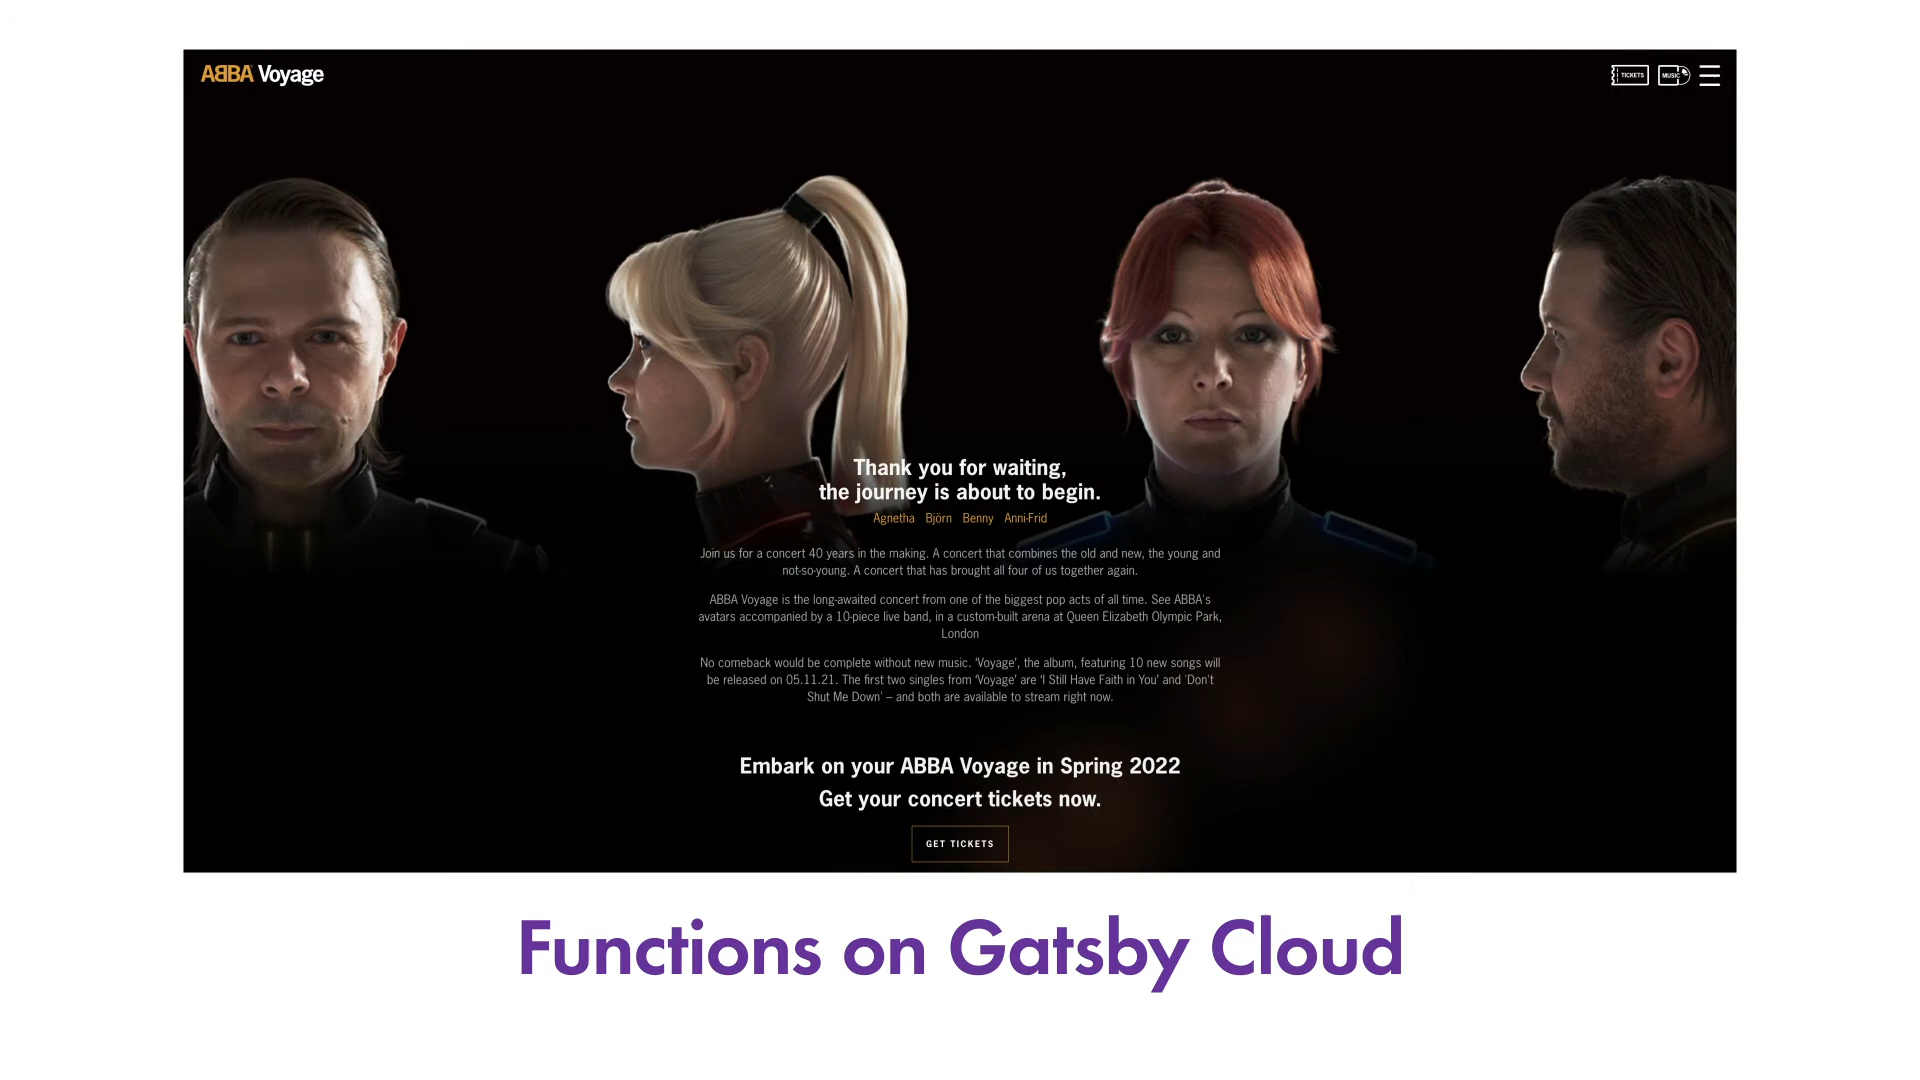 ABBA Voyage
TICKETS
MUSIC
Thank you for waiting,
the journey is about to begin.
Agnetha Björn Benny Anni-Frid
Join us for a concert 40 years in the making. A concert that combines the old and new, the young and
not-so-young. A concert that has brought all four of us together again.
ABBA Voyage is the long-awaited concert from one of the biggest pop acts of all time. See ABBA's
avatars accompanied by a 10-piece live band, in a custom-built arena at Queen Elizabeth Olympic Park,
London
No comeback would be complete without new music. ‘Voyage’, the album, featuring 10 new songs will
be released on 05.11.21. The first two singles from ‘Voyage’ are ‘I Still Have Faith in You’ and 'Don't
Shut Me Down' – and both are available to stream right now.
Embark on your ABBA Voyage in Spring 2022
Get your concert tickets now.
GET TICKETS
Functions on Gatsby Cloud